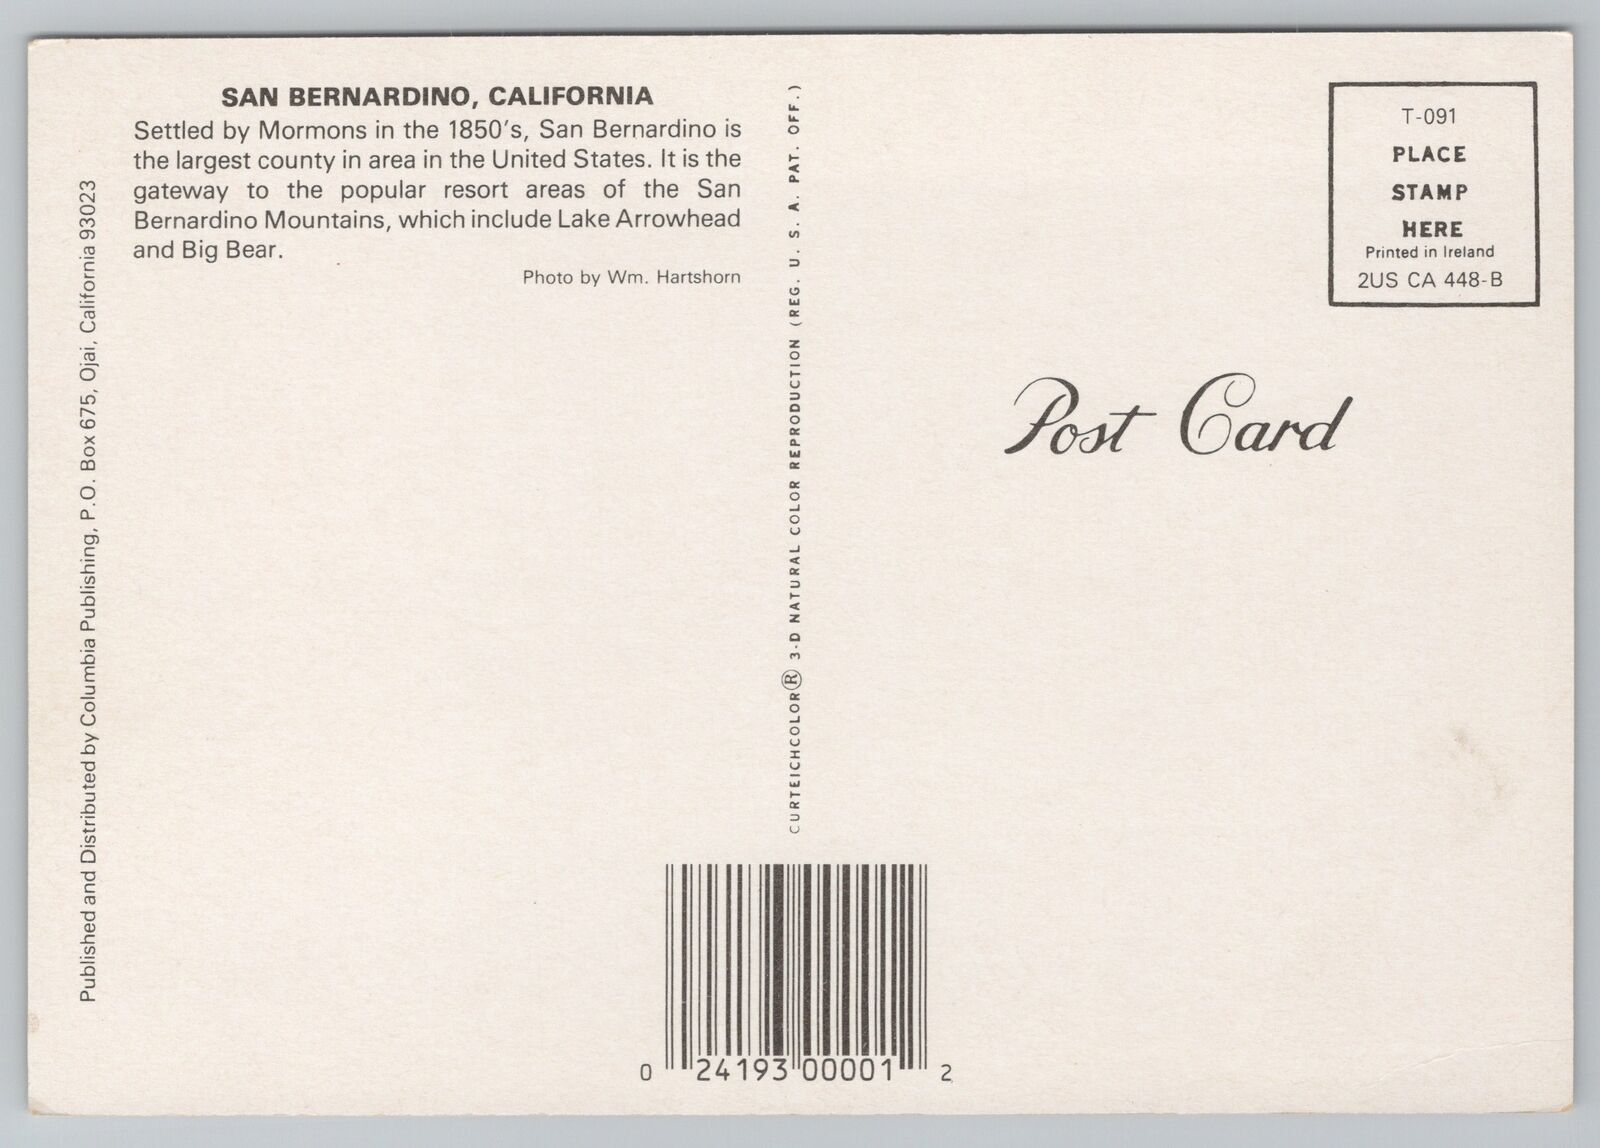 SAN BERNARDINO, CALIFORNIA
Settled by Mormons in the 1850's, San Bernardino is
the largest county in area in the United States. It is the
gateway to the popular resort areas of the San
Bernardino Mountains, which include Lake Arrowhead
and Big Bear.
Photo by Wm. Hartshorn
Published and Distributed by Columbia Publishing, P.O. Box 675, Ojai, California 93023
CURTEICHCOLOR® 3-D NATURAL COLOR REPRODUCTION (REG. U. S. A. PAT. OFF.)
T-091
PLACE
STAMP
HERE
Printed in Ireland
2US CA 448-B
Post Card
0 24193 00001 2